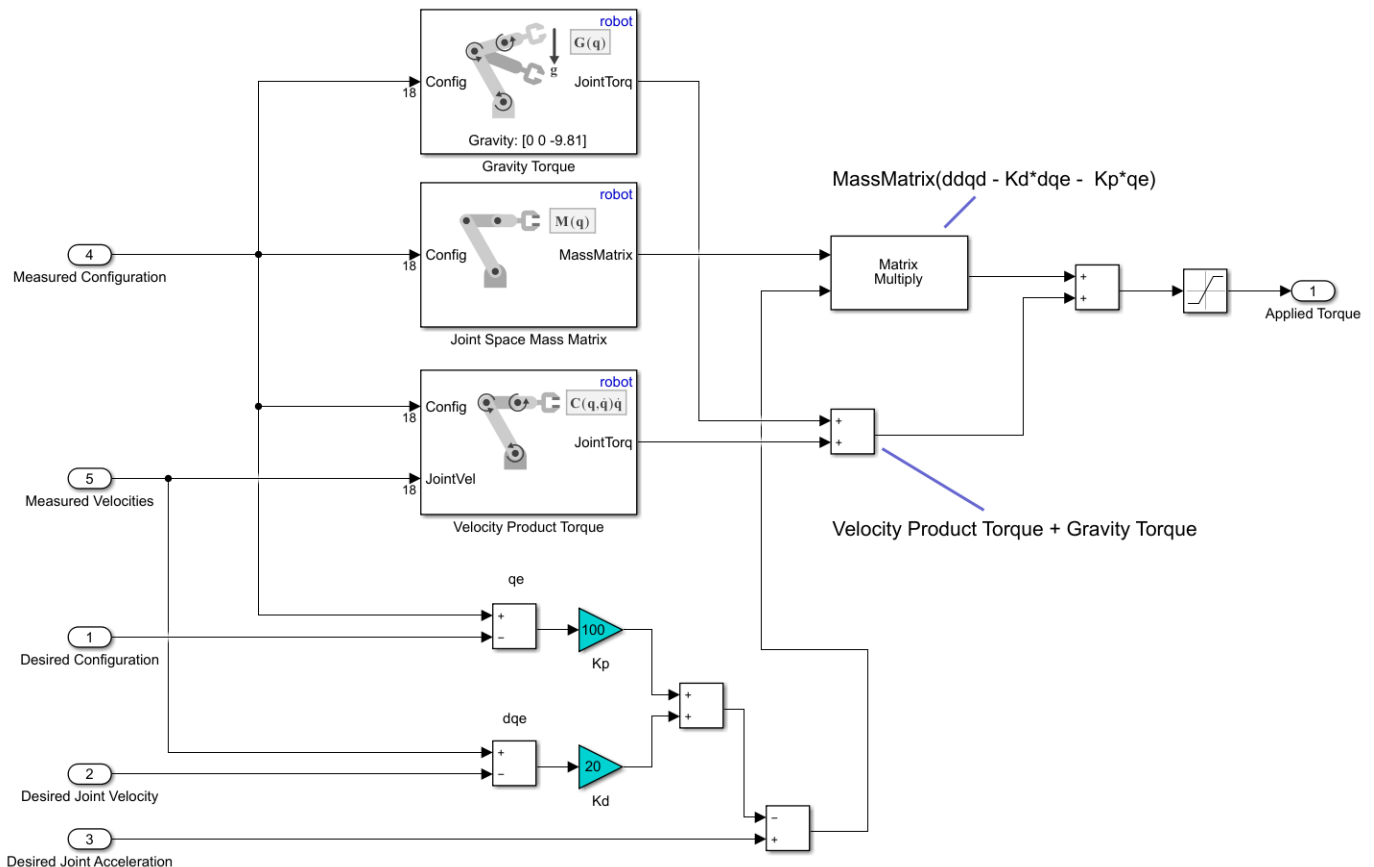 robot
G(q)
g
Config
18
JointTorq
Gravity: [0 0 -9.81]
Gravity Torque
MassMatrix(ddqd - Kd*dqe -  Kp*qe)
robot
M(q)
4
Measured Configuration
Config
18
MassMatrix
Joint Space Mass Matrix
Matrix
Multiply
+
+
1
Applied Torque
robot
C(q,q̇)q̇
Config
18
JointTorq
JointVel
18
Velocity Product Torque
+
+
5
Measured Velocities
Velocity Product Torque + Gravity Torque
qe
+
−
1
Desired Configuration
100
Kp
+
+
dqe
+
−
2
Desired Joint Velocity
20
Kd
−
+
3
Desired Joint Acceleration